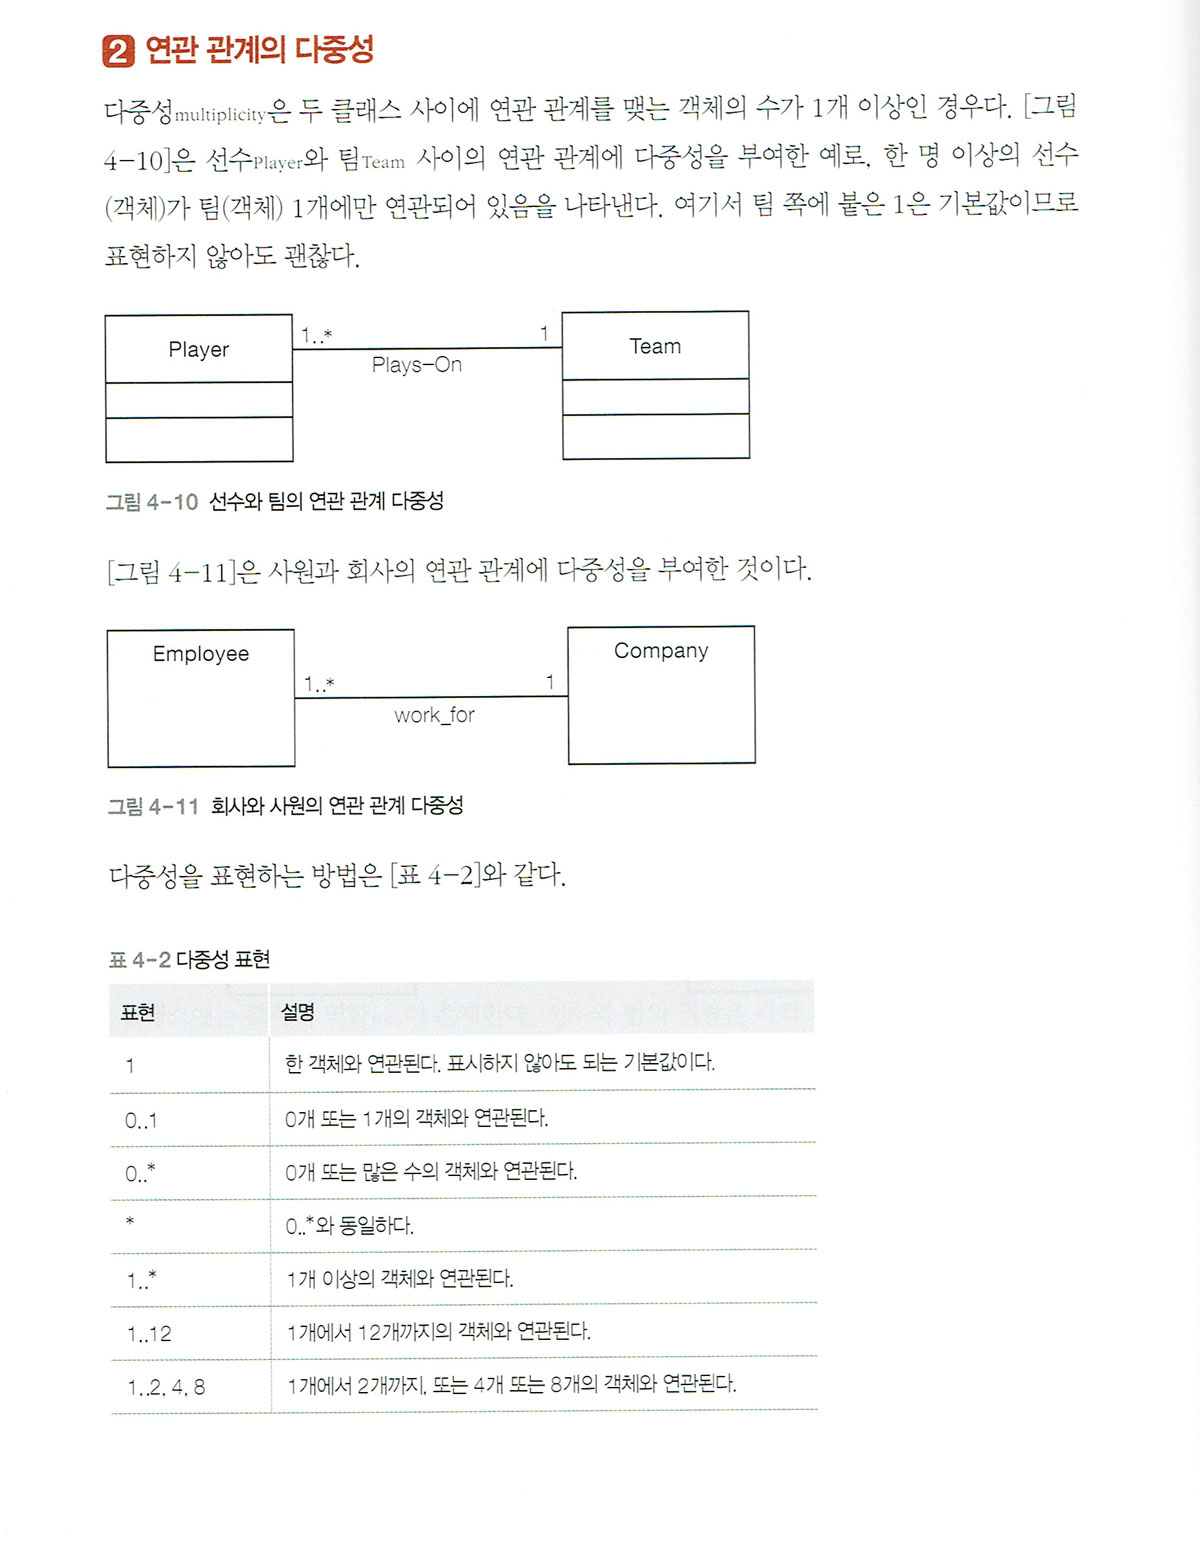 2 연관 관계의 다중성
다중성multiplicity은 두 클래스 사이에 연관 관계를 맺는 객체의 수가 1개 이상인 경우다. [그림
4-10]은 선수Player와 팀Team 사이의 연관 관계에 다중성을 부여한 예로, 한 명 이상의 선수
(객체)가 팀(객체) 1개에만 연관되어 있음을 나타낸다. 여기서 팀 쪽에 붙은 1은 기본값이므로
표현하지 않아도 괜찮다.
Player 1..* 1 Team
Plays-On
그림 4-10 선수와 팀의 연관 관계 다중성
[그림 4-11]은 사원과 회사의 연관 관계에 다중성을 부여한 것이다.
Employee Company
1..* 1
work_for
그림 4-11 회사와 사원의 연관 관계 다중성
다중성을 표현하는 방법은 [표 4-2]와 같다.
표 4-2 다중성 표현
표현 설명
1 한 객체와 연관된다. 표시하지 않아도 되는 기본값이다.
0..1 0개 또는 1개의 객체와 연관된다.
0..* 0개 또는 많은 수의 객체와 연관된다.
* 0..*와 동일하다.
1..* 1개 이상의 객체와 연관된다.
1..12 1개에서 12개까지의 객체와 연관된다.
1..2, 4, 8 1개에서 2개까지, 또는 4개 또는 8개의 객체와 연관된다.